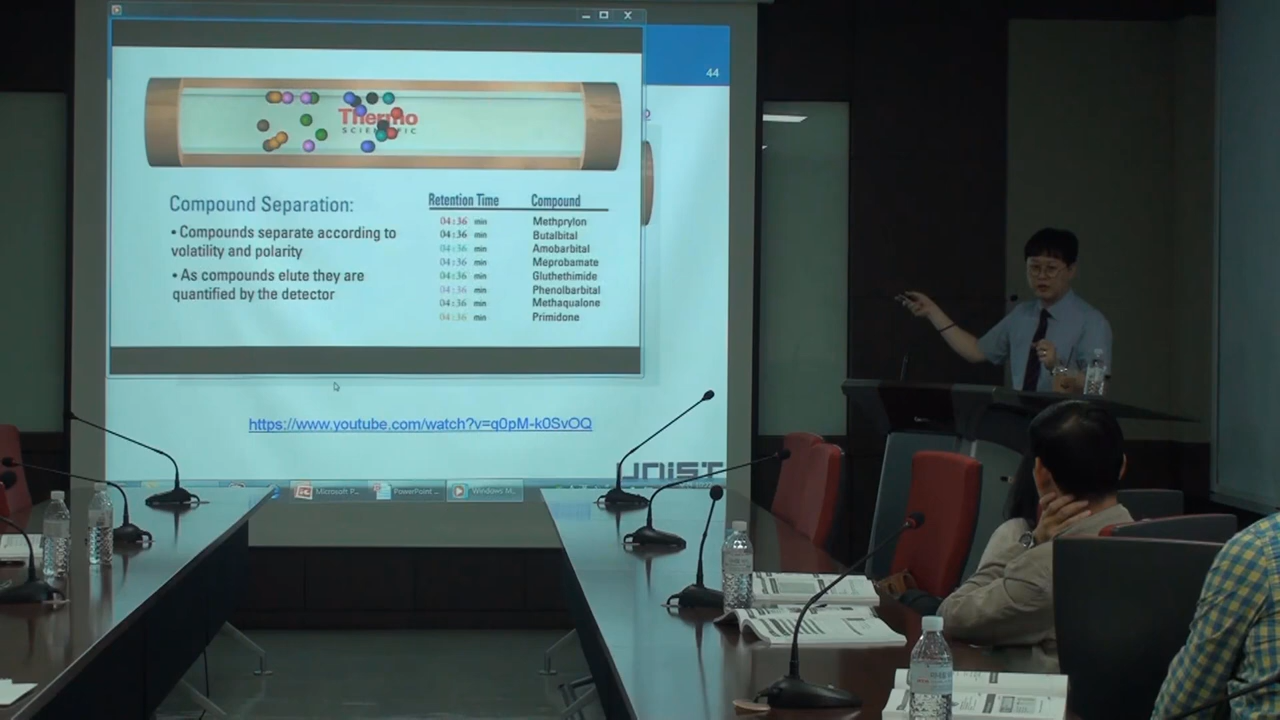 44
Thermo
SCIENTIFIC
Compound Separation:
• Compounds separate according to
volatility and polarity
• As compounds elute they are
quantified by the detector
Retention Time Compound
04:36 min Methprylon
04:36 min Butalbital
04:36 min Amobarbital
04:36 min Meprobamate
04:36 min Gluthethimide
04:36 min Phenolbarbital
04:36 min Methaqualone
04:36 min Primidone
https://www.youtube.com/watch?v=q0pM-k0SvOQ
UNIST
Microsoft P... PowerPoint ... Windows M...